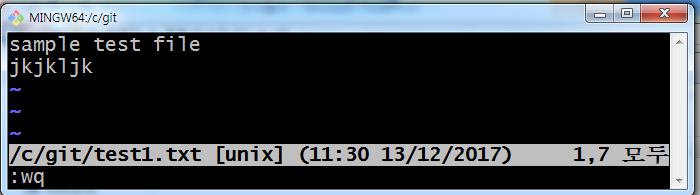 MINGW64:/c/git
sample test file
jkjkljk
~
~
~
/c/git/test1.txt [unix] (11:30 13/12/2017) 1,7 모두
:wq